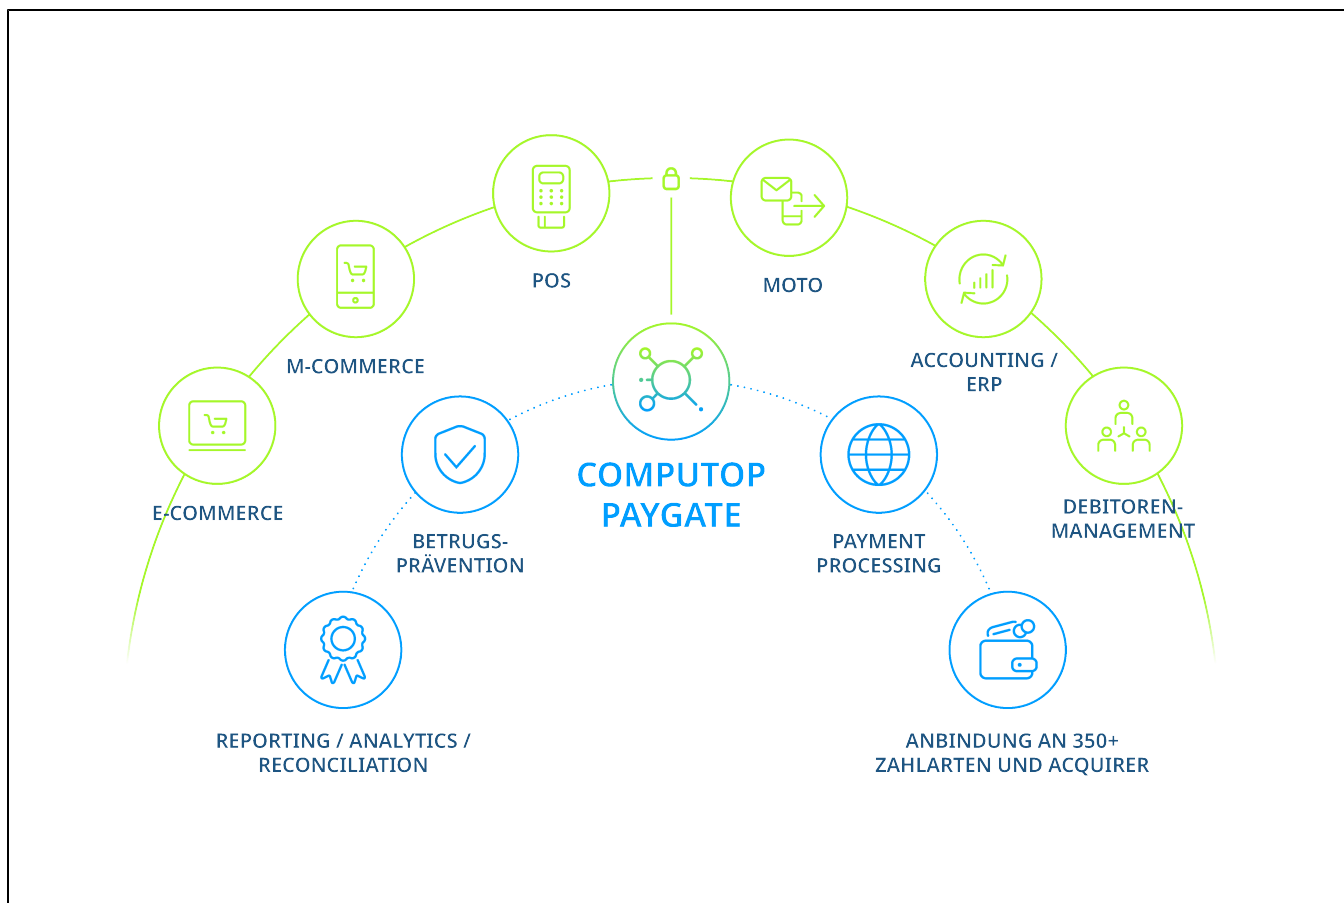 POS
MOTO
M-COMMERCE
ACCOUNTING /
ERP
E-COMMERCE
DEBITOREN-
MANAGEMENT
COMPUTOP
PAYGATE
BETRUGS-
PRÄVENTION
PAYMENT
PROCESSING
REPORTING / ANALYTICS /
RECONCILIATION
ANBINDUNG AN 350+
ZAHLARTEN UND ACQUIRER